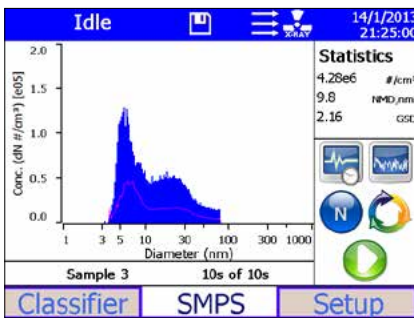 Idle
X-RAY
14/1/2013
21:25:00
Conc. (dN #/cm³) [e05]
2.0
1.5
1.0
0.5
0.0
1 3 5 10 30 100 300 1000
Diameter (nm)
Sample 3 10s of 10s
Statistics
4.28e6 #/cm³
9.8 NMD,nm
2.16 GSD
N
Classifier SMPS Setup